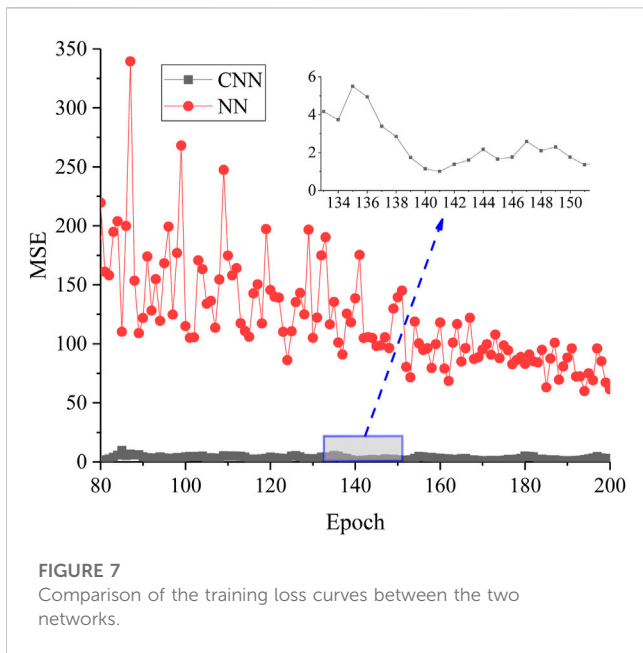 350
300
250
200
150
100
50
0
MSE
CNN
NN
6
4
2
0
134 136 138 140 142 144 146 148 150
80 100 120 140 160 180 200
Epoch
FIGURE 7
Comparison of the training loss curves between the two
networks.